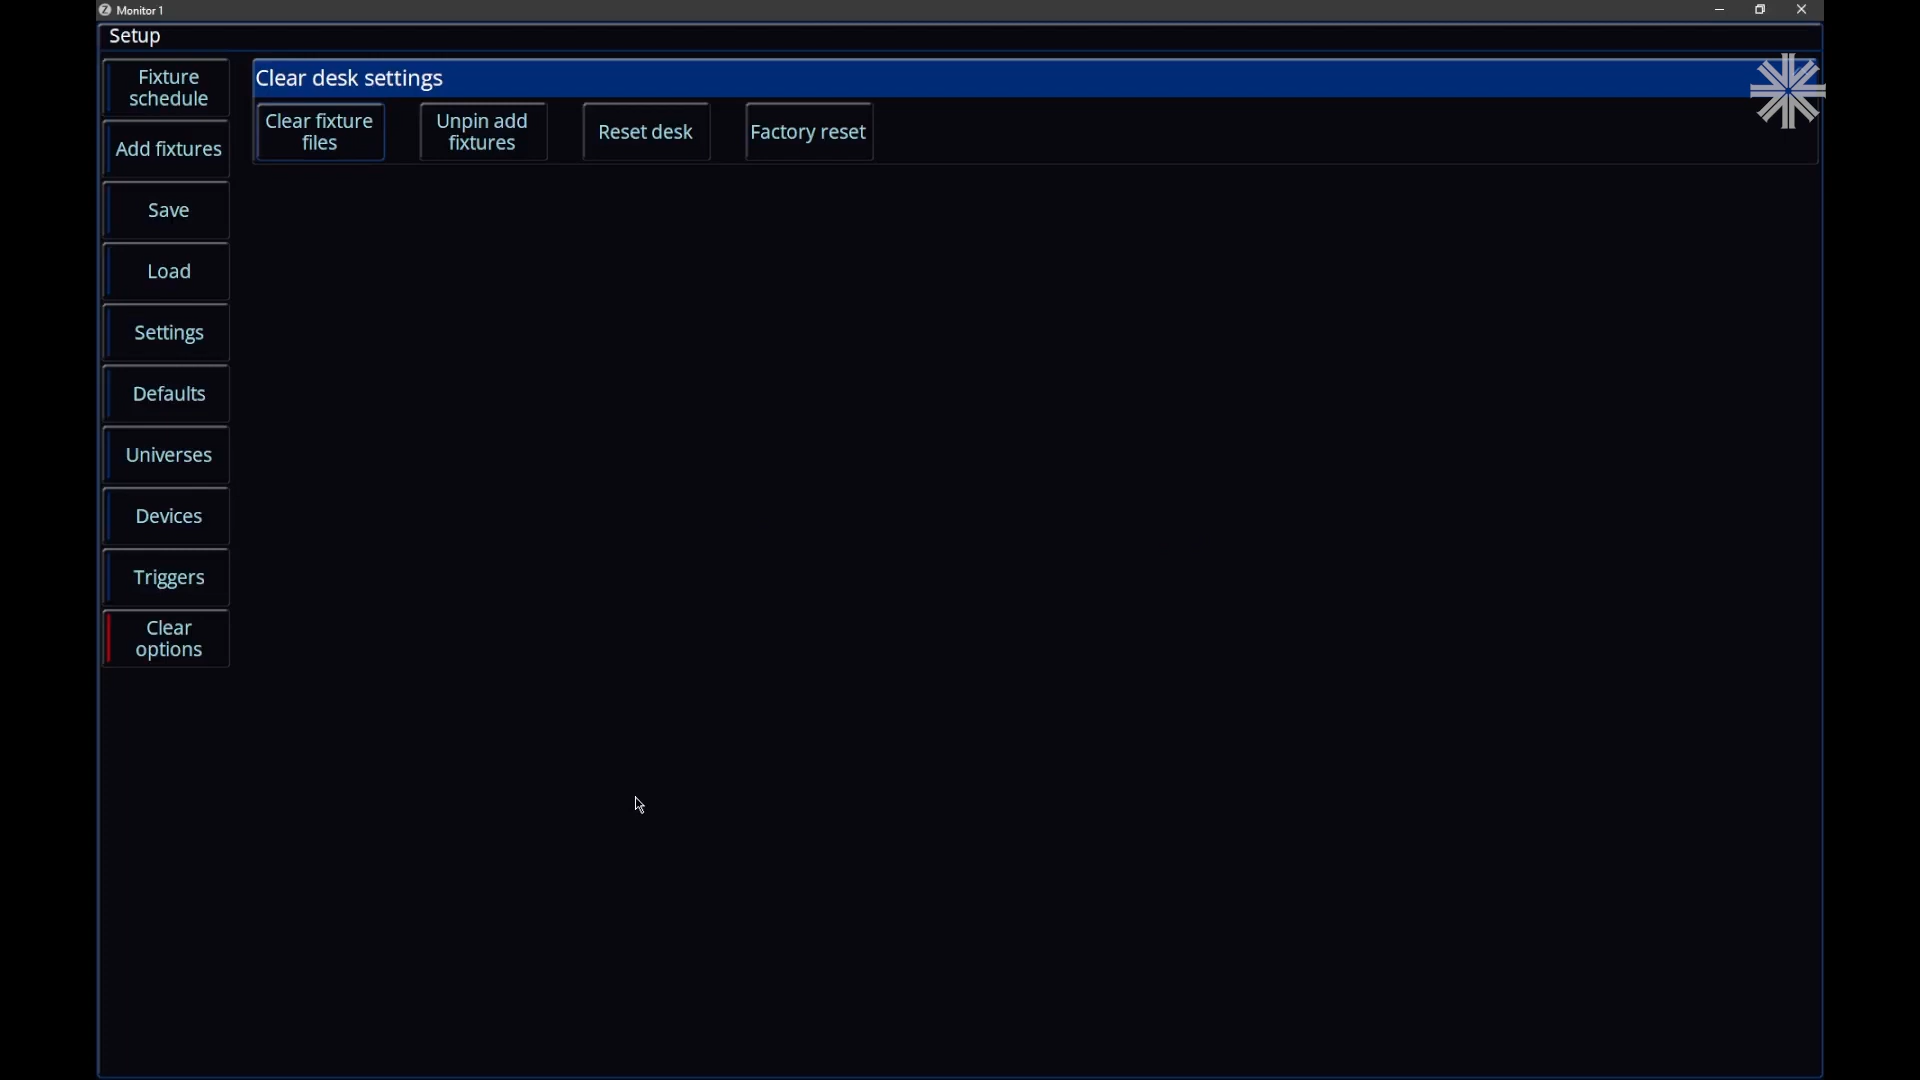 Monitor 1
Setup
Fixture
schedule
Add fixtures
Save
Load
Settings
Defaults
Universes
Devices
Triggers
Clear
options
Clear desk settings
Clear fixture
files
Unpin add
fixtures
Reset desk
Factory reset